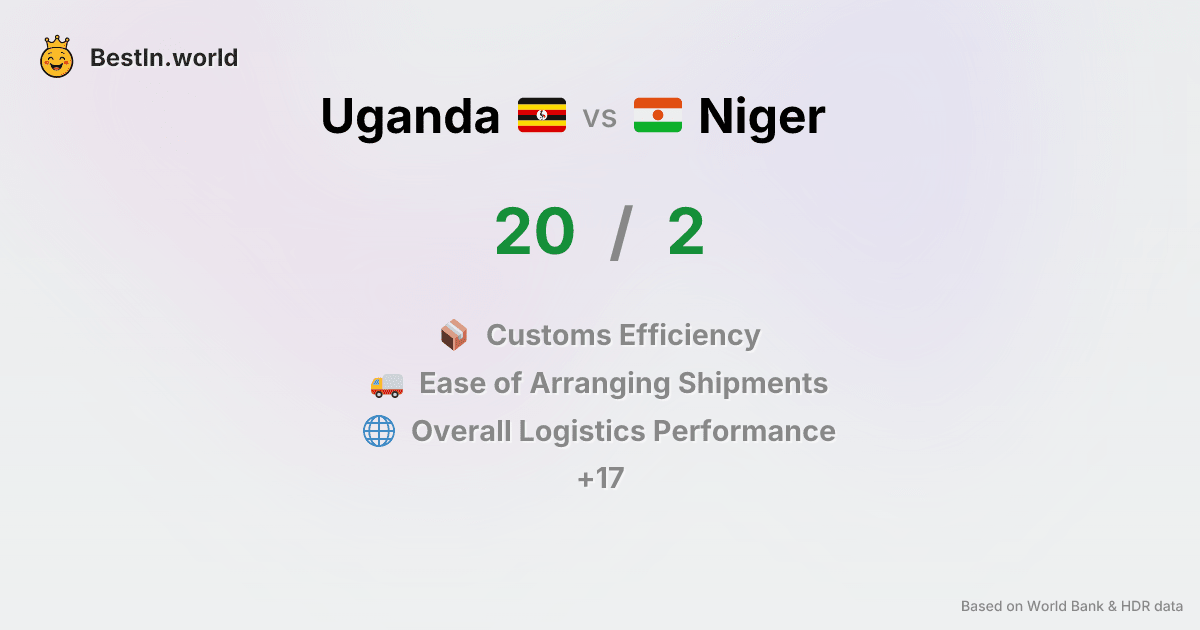 BestIn.world
Uganda vs Niger
20 / 2
Customs Efficiency
Ease of Arranging Shipments
Overall Logistics Performance
+17
Based on World Bank & HDR data